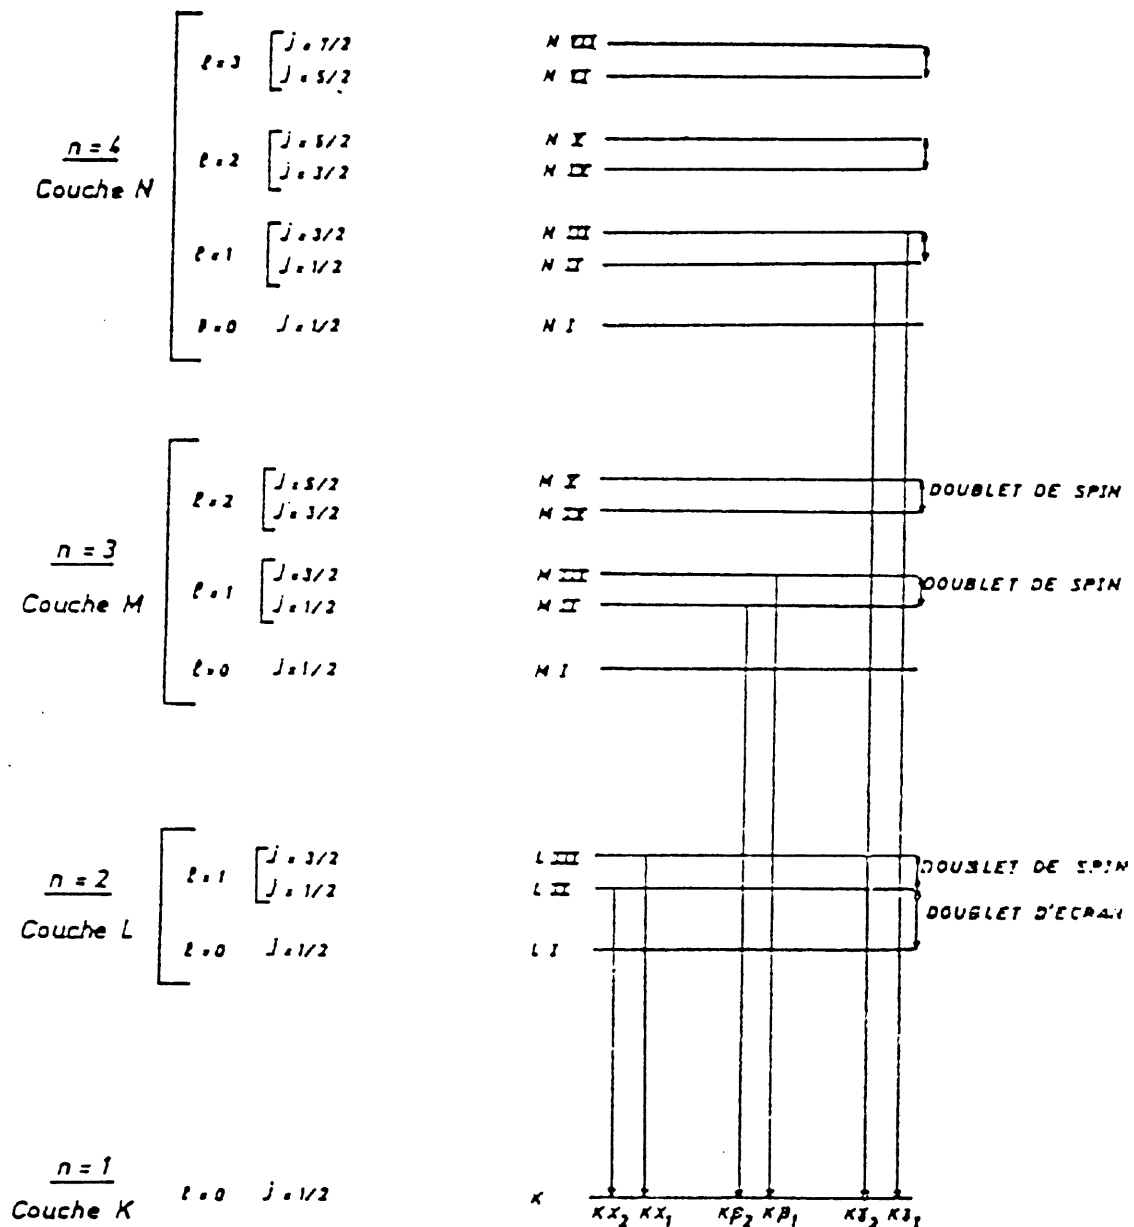 ℓ=3 j=7/2 N VII
j=5/2 N VI
n = 4
Couche N
ℓ=2 j=5/2 N V
j=3/2 N IV
ℓ=1 j=3/2 N III
j=1/2 N II
ℓ=0 j=1/2 N I
ℓ=2 j=5/2 M V DOUBLET DE SPIN
j=3/2 M IV
n = 3
Couche M
ℓ=1 j=3/2 M III DOUBLET DE SPIN
j=1/2 M II
ℓ=0 j=1/2 M I
n = 2
Couche L
ℓ=1 j=3/2 L III DOUBLET DE SPIN
j=1/2 L II DOUBLET D'ECRAN
ℓ=0 j=1/2 L I
n = 1
Couche K ℓ=0 j=1/2 K
Kα2 Kα1 Kβ2 Kβ1 Kγ2 Kγ1